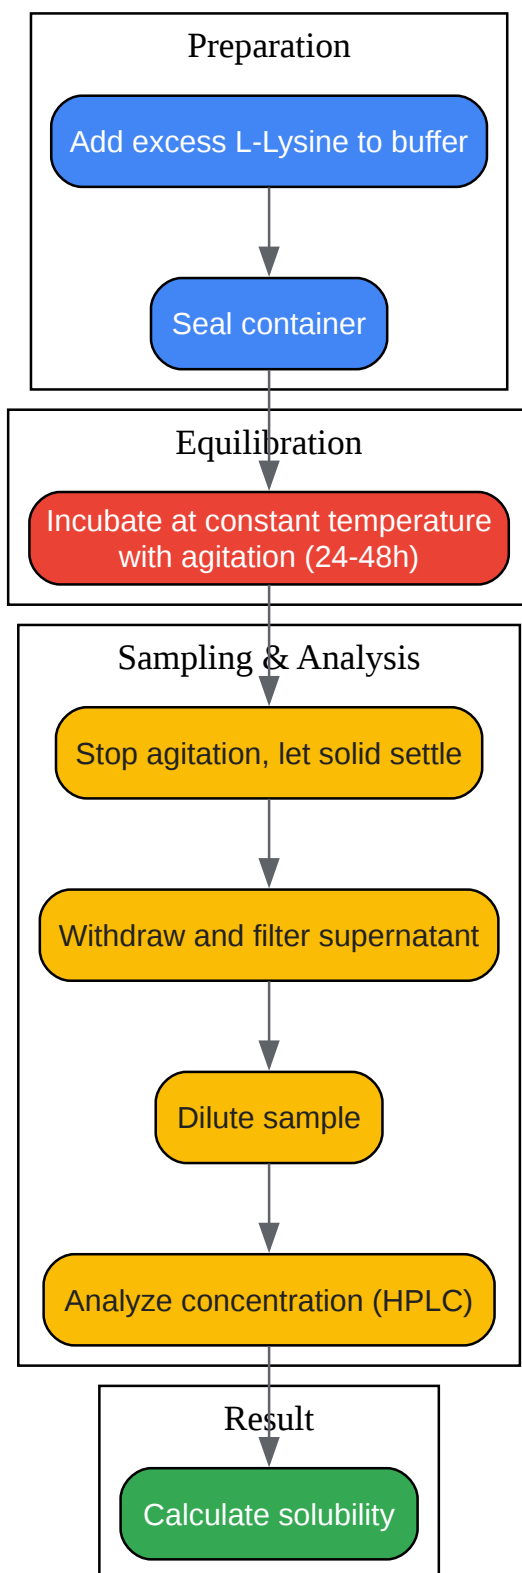 Preparation
Add excess L-Lysine to buffer
Seal container
Equilibration
Incubate at constant temperature
with agitation (24-48h)
Sampling & Analysis
Stop agitation, let solid settle
Withdraw and filter supernatant
Dilute sample
Analyze concentration (HPLC)
Result
Calculate solubility